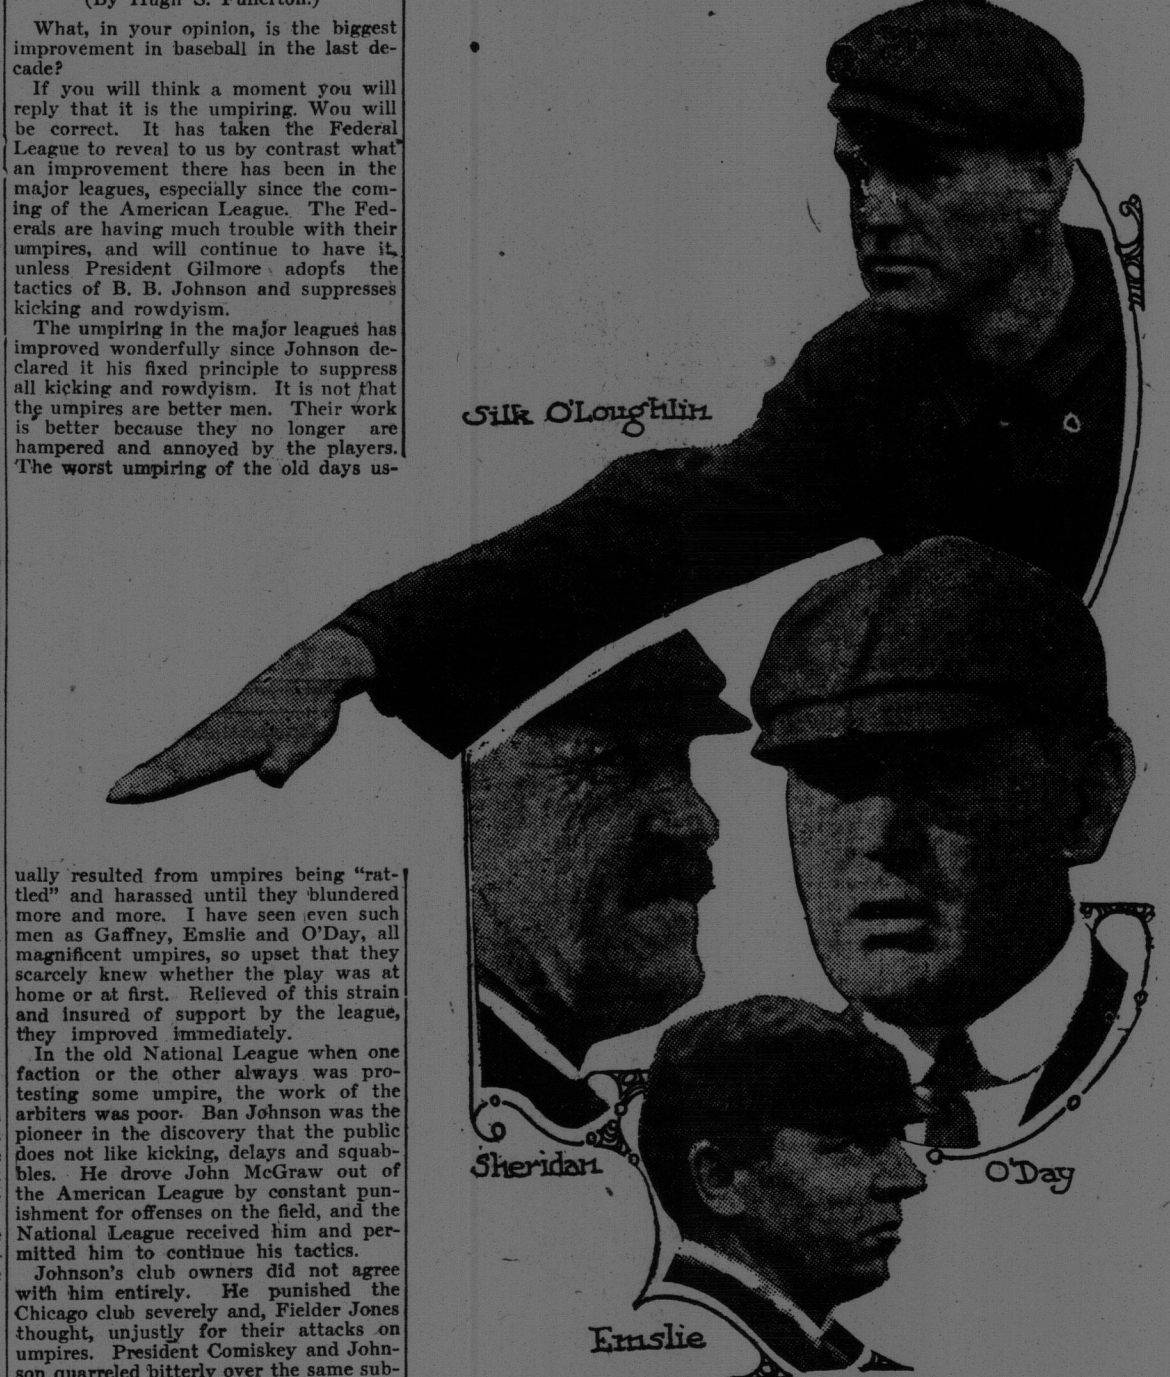 (By Hugh S. Fullerton.)
What, in your opinion, is the biggest
improvement in baseball in the last de-
cade?
If you will think a moment you will
reply that it is the umpiring. Wou will
be correct. It has taken the Federal
League to reveal to us by contrast what
an improvement there has been in the
major leagues, especially since the com-
ing of the American League. The Fed-
erals are having much trouble with their
umpires, and will continue to have it,
unless President Gilmore adopts the
tactics of B. B. Johnson and suppresses
kicking and rowdyism.
The umpiring in the major leagues has
improved wonderfully since Johnson de-
clared it his fixed principle to suppress
all kicking and rowdyism. It is not that
the umpires are better men. Their work
is better because they no longer are
hampered and annoyed by the players.
The worst umpiring of the old days us-
ually resulted from umpires being “rat-
tled” and harassed until they blundered
more and more. I have seen even such
men as Gaffney, Emslie and O'Day, all
magnificent umpires, so upset that they
scarcely knew whether the play was at
home or at first. Relieved of this strain
and insured of support by the league,
they improved immediately.
In the old National League when one
faction or the other always was pro-
testing some umpire, the work of the
arbiters was poor. Ban Johnson was the
pioneer in the discovery that the public
does not like kicking, delays and squab-
bles. He drove John McGraw out of
the American League by constant pun-
ishment for offenses on the field, and the
National League received him and per-
mitted him to continue his tactics.
Johnson's club owners did not agree
with him entirely. He punished the
Chicago club severely and, Fielder Jones
thought, unjustly for their attacks on
umpires. President Comiskey and John-
son quarreled bitterly over the same sub-
Silk O'Loughlin
Sheridan
O'Day
Emslie